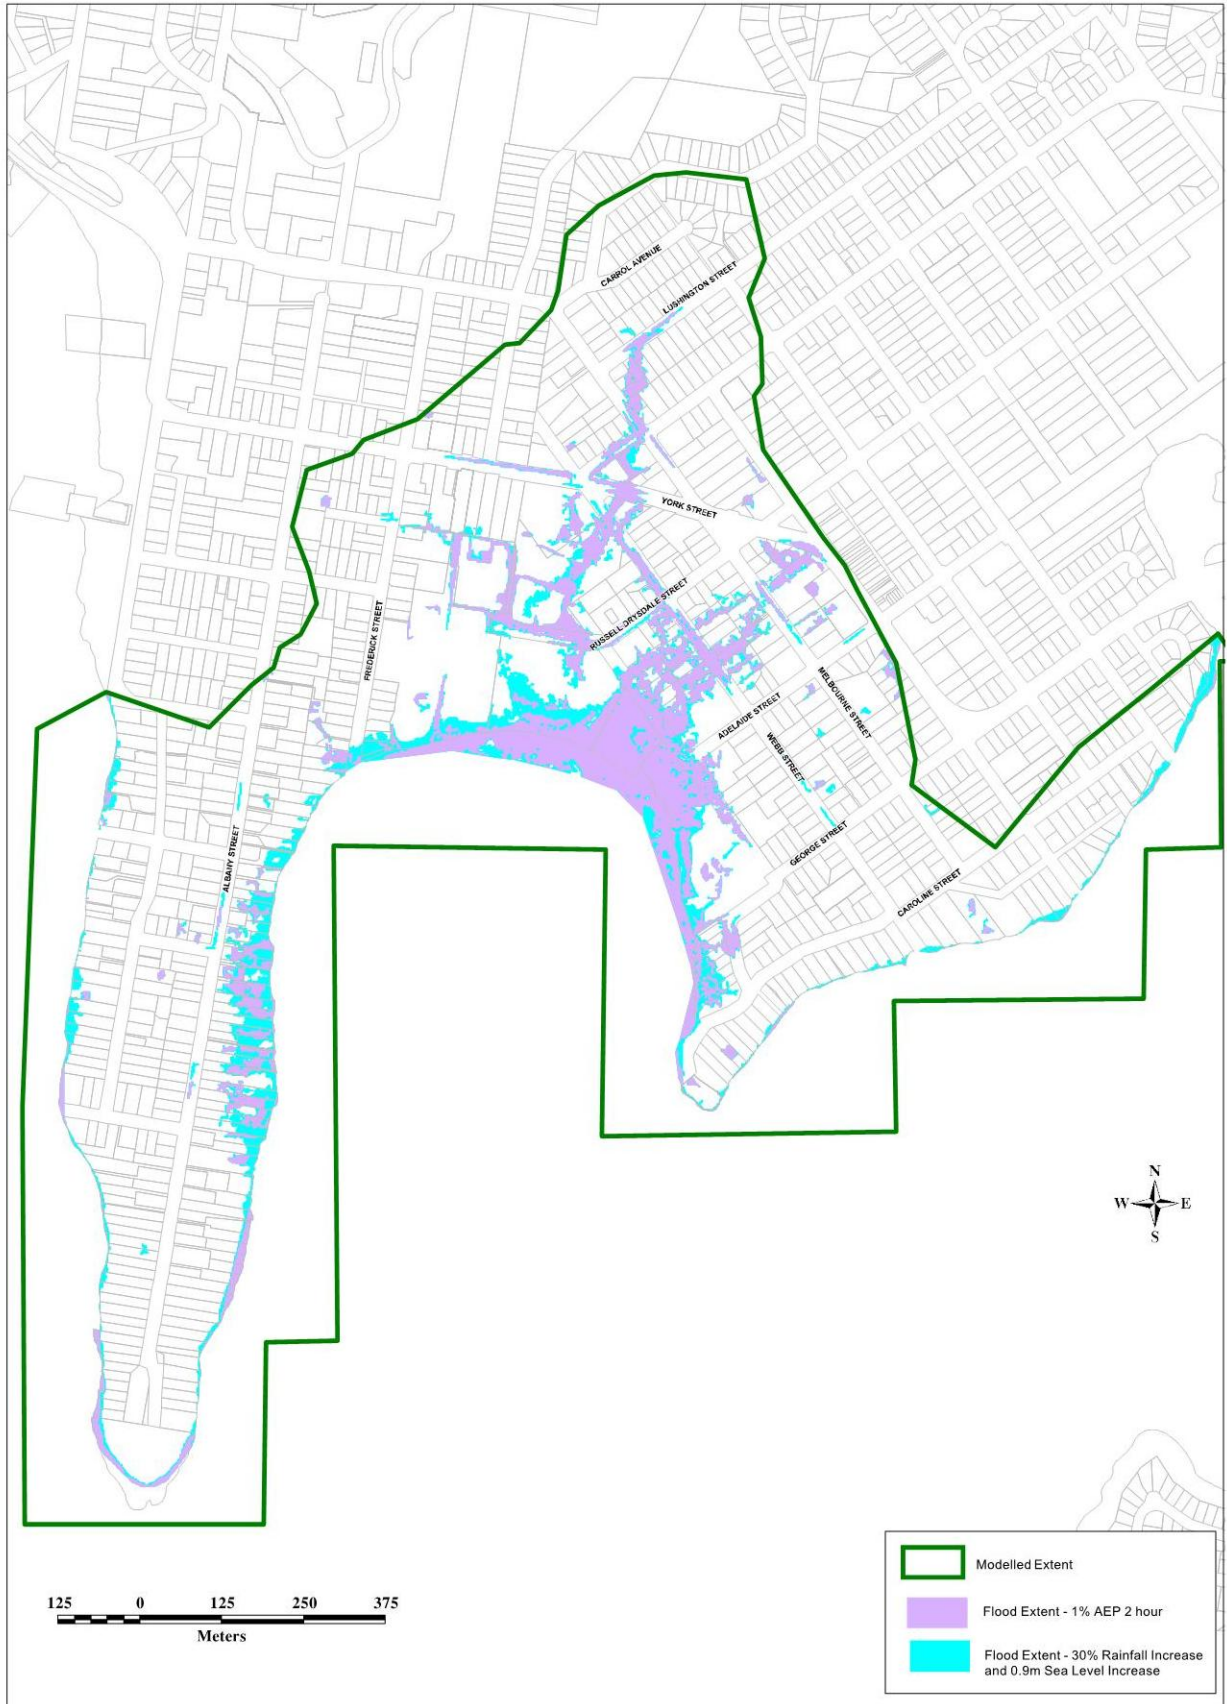 CARROL AVENUE
LUSHINGTON STREET
YORK STREET
RUSSELL DRYSDALE STREET
FREDERICK STREET
ADELAIDE STREET
MELBOURNE STREET
WEBB STREET
GEORGE STREET
ALBANY STREET
CAROLINE STREET
N
W E
S
Modelled Extent
Flood Extent - 1% AEP 2 hour
Flood Extent - 30% Rainfall Increase
and 0.9m Sea Level Increase
125 0 125 250 375
Meters